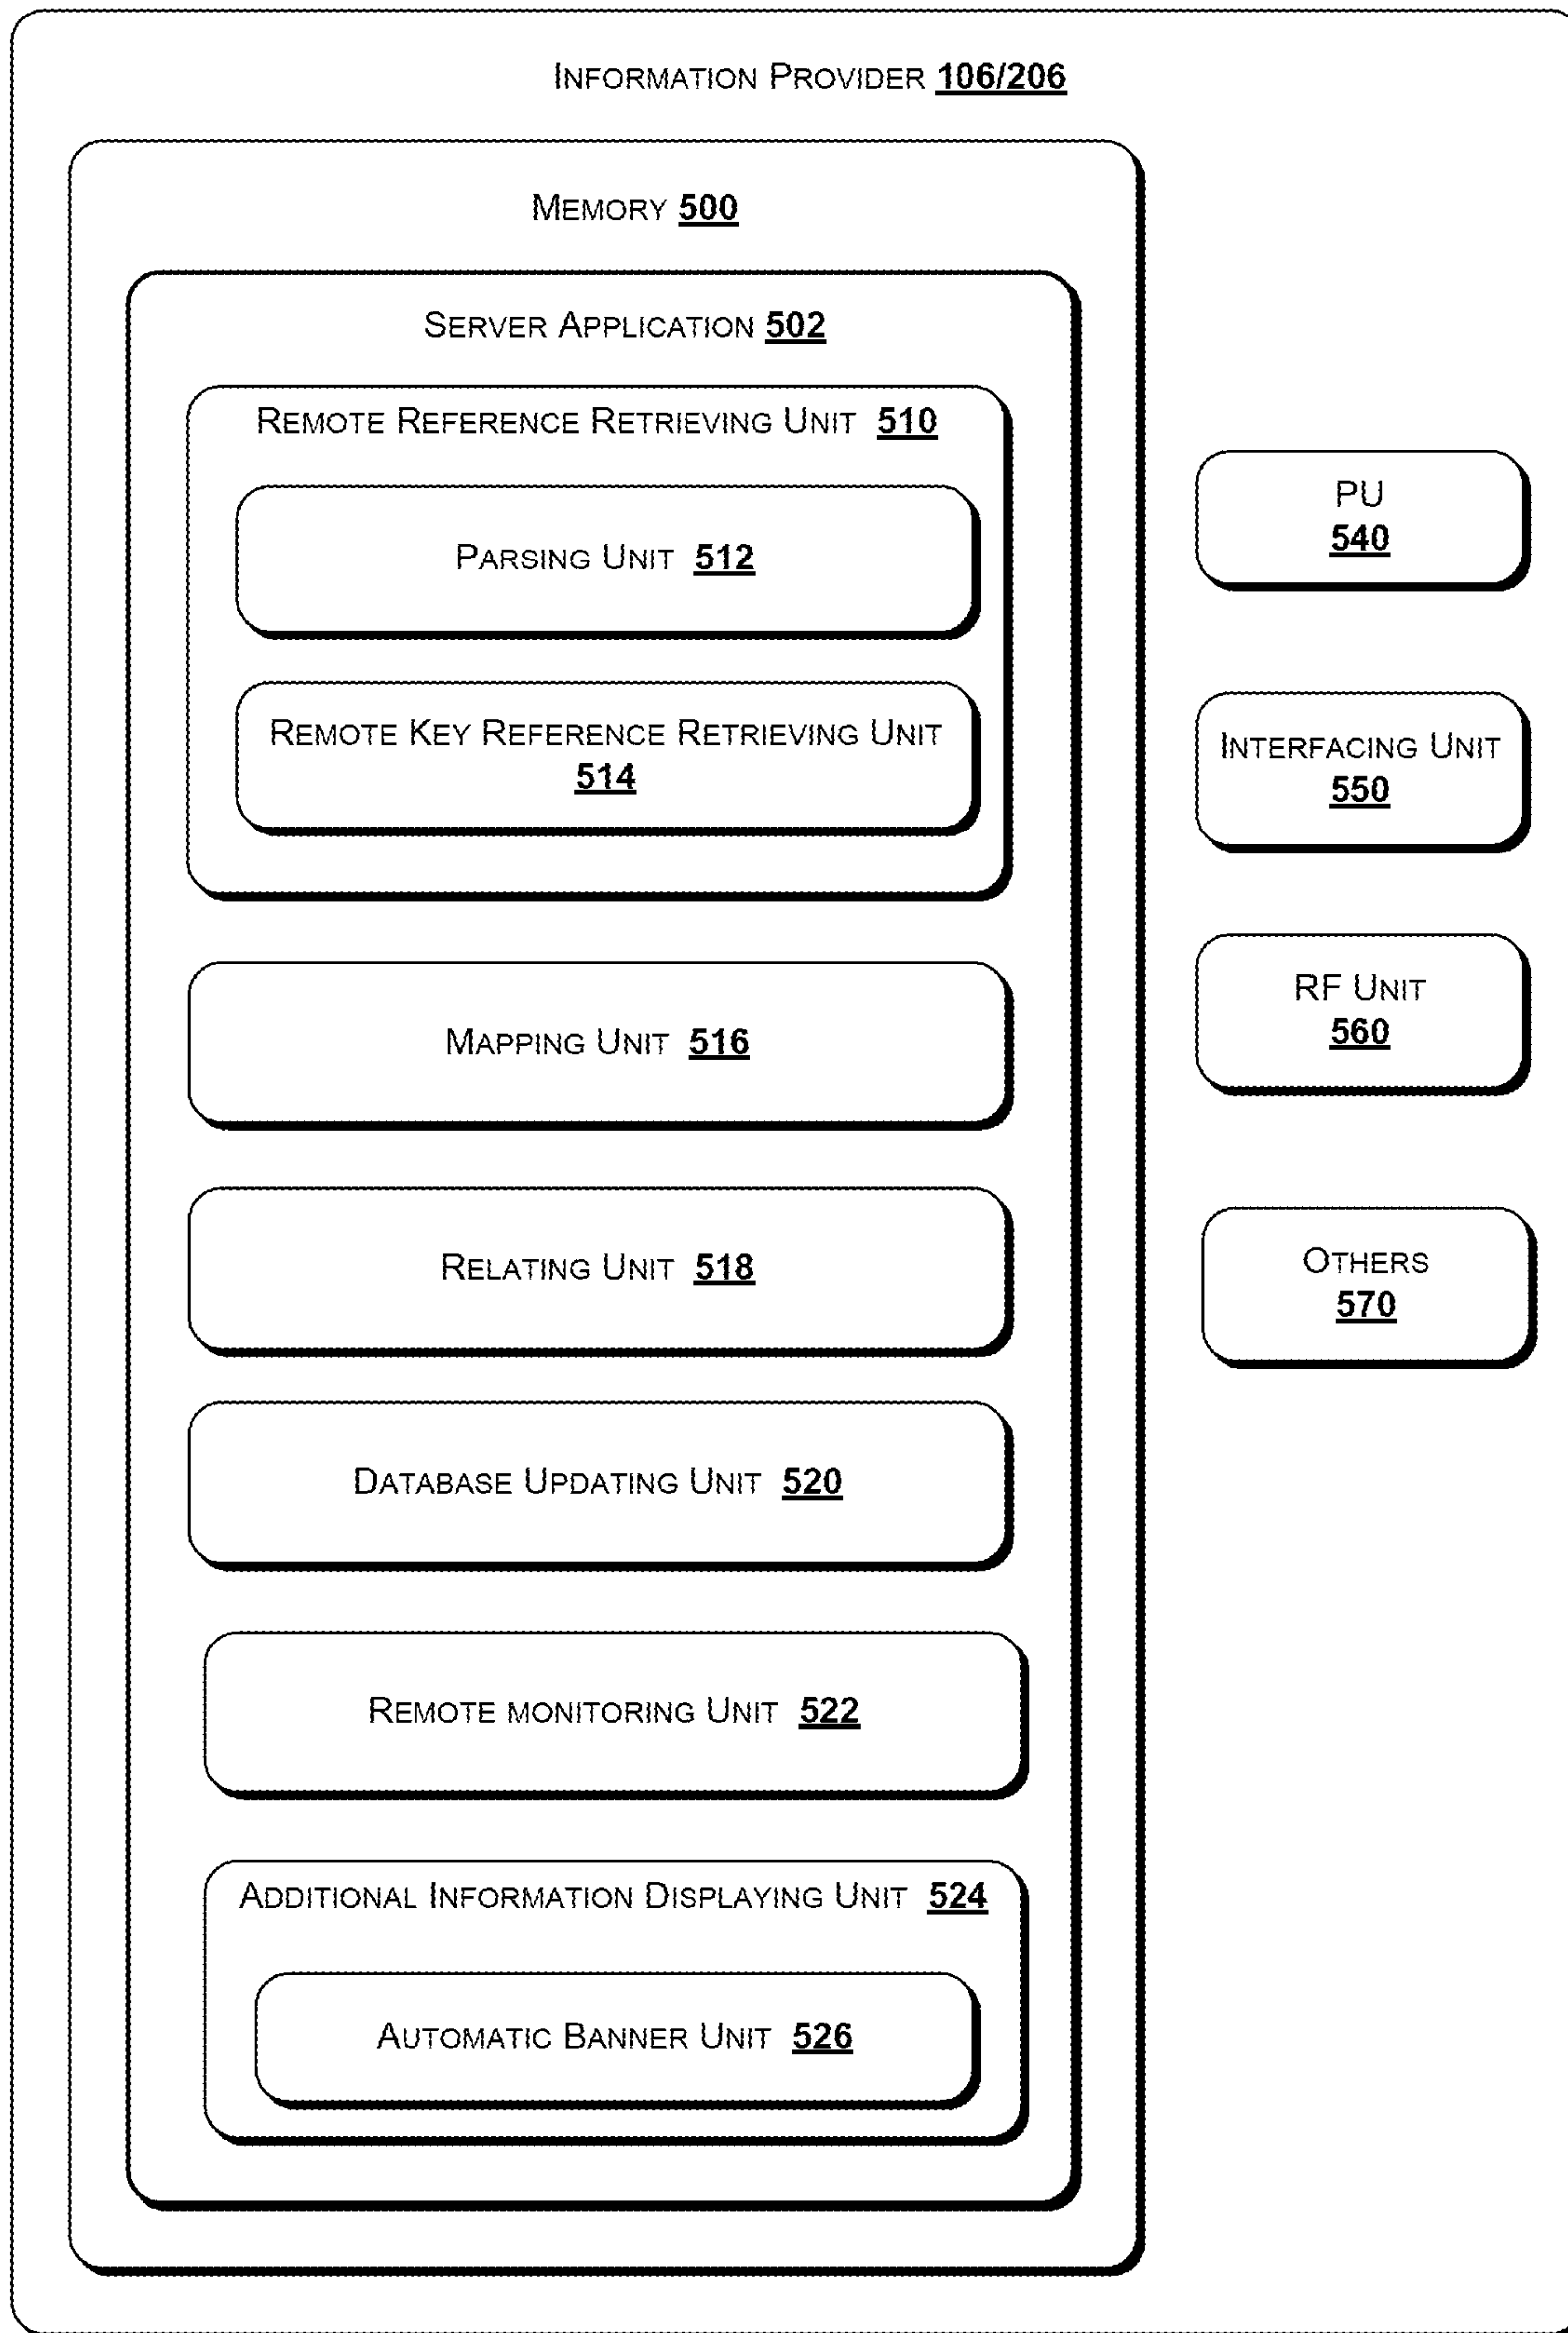 INFORMATION PROVIDER 106/206
MEMORY 500
SERVER APPLICATION 502
REMOTE REFERENCE RETRIEVING UNIT 510
PARSING UNIT 512
REMOTE KEY REFERENCE RETRIEVING UNIT
514
MAPPING UNIT 516
RELATING UNIT 518
DATABASE UPDATING UNIT 520
REMOTE MONITORING UNIT 522
ADDITIONAL INFORMATION DISPLAYING UNIT 524
AUTOMATIC BANNER UNIT 526
PU
540
INTERFACING UNIT
550
RF UNIT
560
OTHERS
570